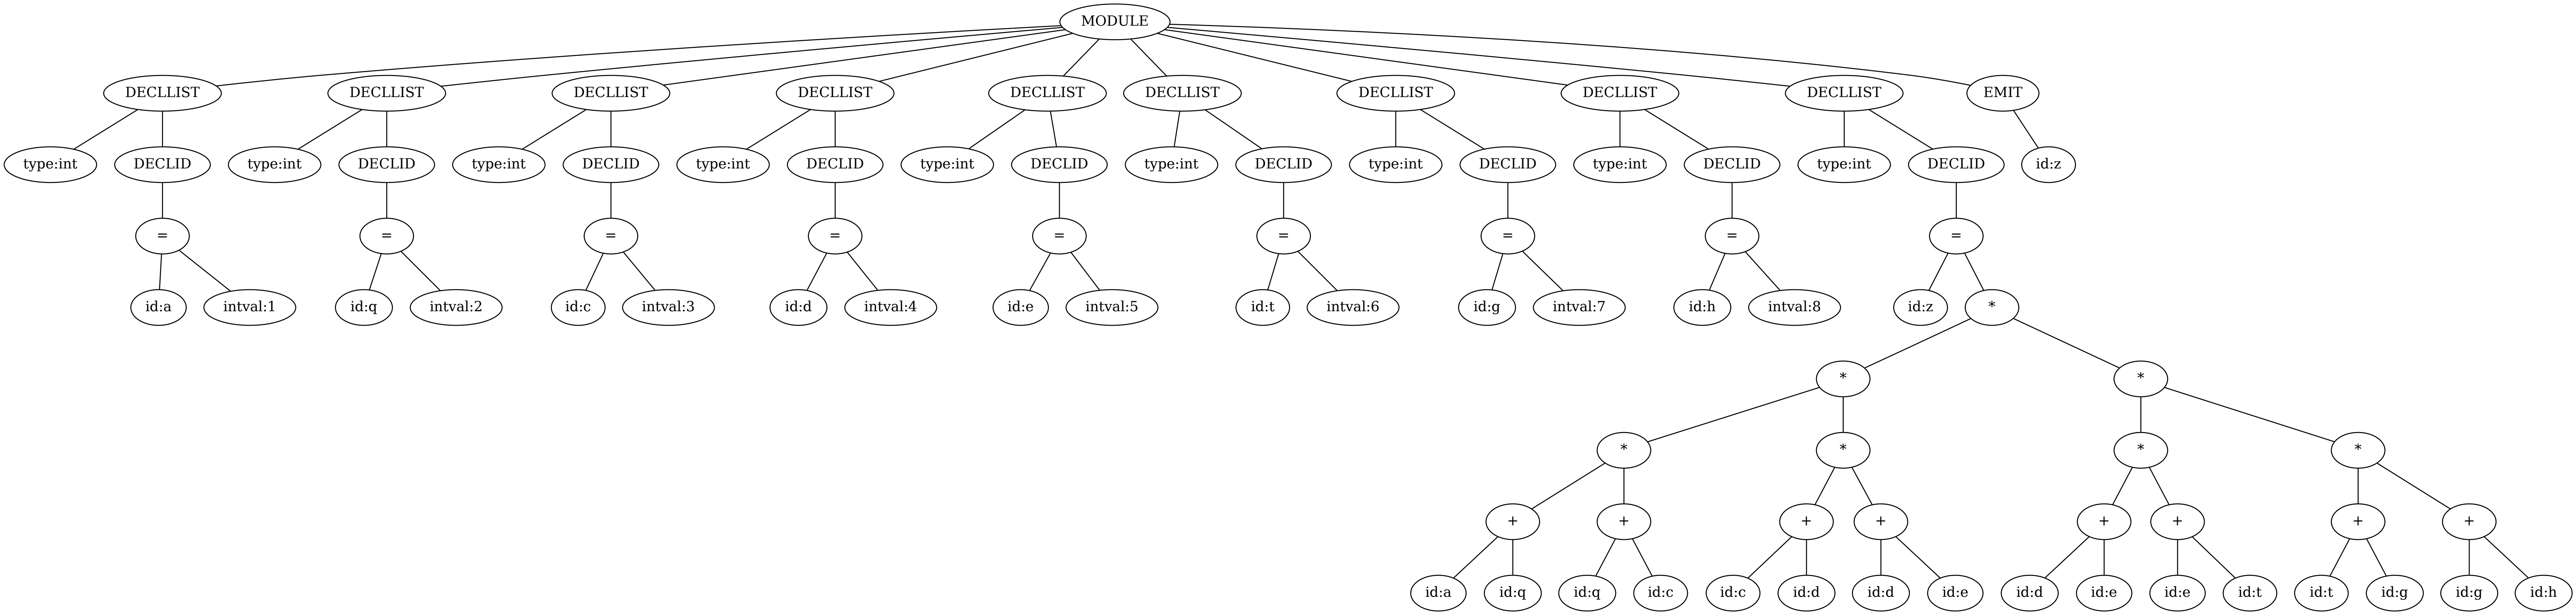 MODULE
DECLLIST DECLLIST DECLLIST DECLLIST DECLLIST DECLLIST DECLLIST DECLLIST DECLLIST EMIT
type:int DECLID type:int DECLID type:int DECLID type:int DECLID type:int DECLID type:int DECLID type:int DECLID type:int DECLID type:int DECLID id:z
= = = = = = = = =
id:a intval:1 id:q intval:2 id:c intval:3 id:d intval:4 id:e intval:5 id:t intval:6 id:g intval:7 id:h intval:8 id:z *
* *
* * * *
+ + + + + + + +
id:a id:q id:q id:c id:c id:d id:d id:e id:d id:e id:e id:t id:t id:g id:g id:h